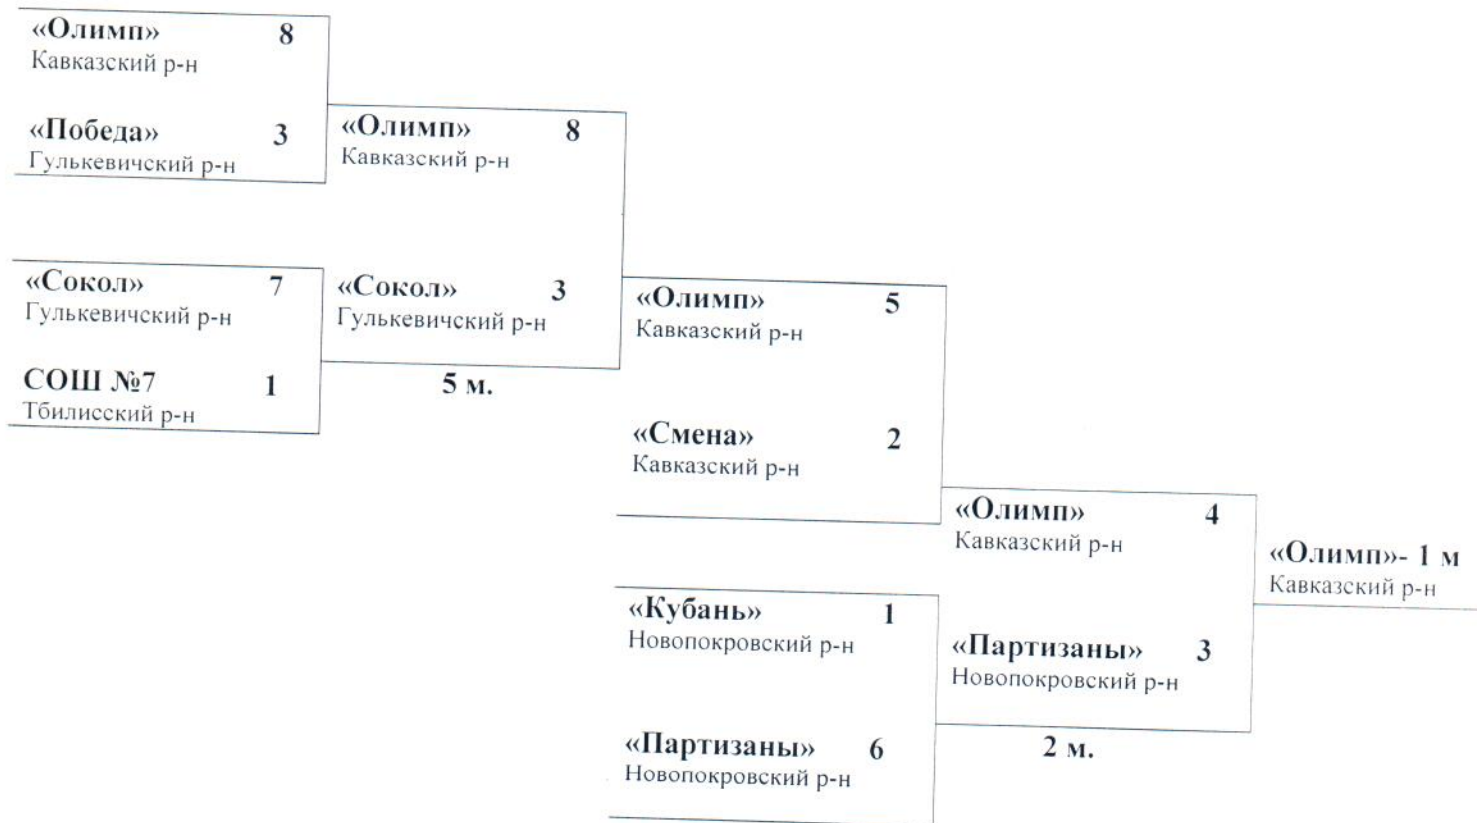 «Олимп» 8
Кавказский р-н
«Победа» 3
Гулькевичский р-н
«Сокол» 7
Гулькевичский р-н
СОШ №7 1
Тбилисский р-н
«Олимп» 8
Кавказский р-н
«Сокол» 3
Гулькевичский р-н
5 м.
«Олимп» 5
Кавказский р-н
«Смена» 2
Кавказский р-н
«Кубань» 1
Новопокровский р-н
«Партизаны» 6
Новопокровский р-н
«Олимп» 4
Кавказский р-н
«Партизаны» 3
Новопокровский р-н
2 м.
«Олимп»- 1 м
Кавказский р-н